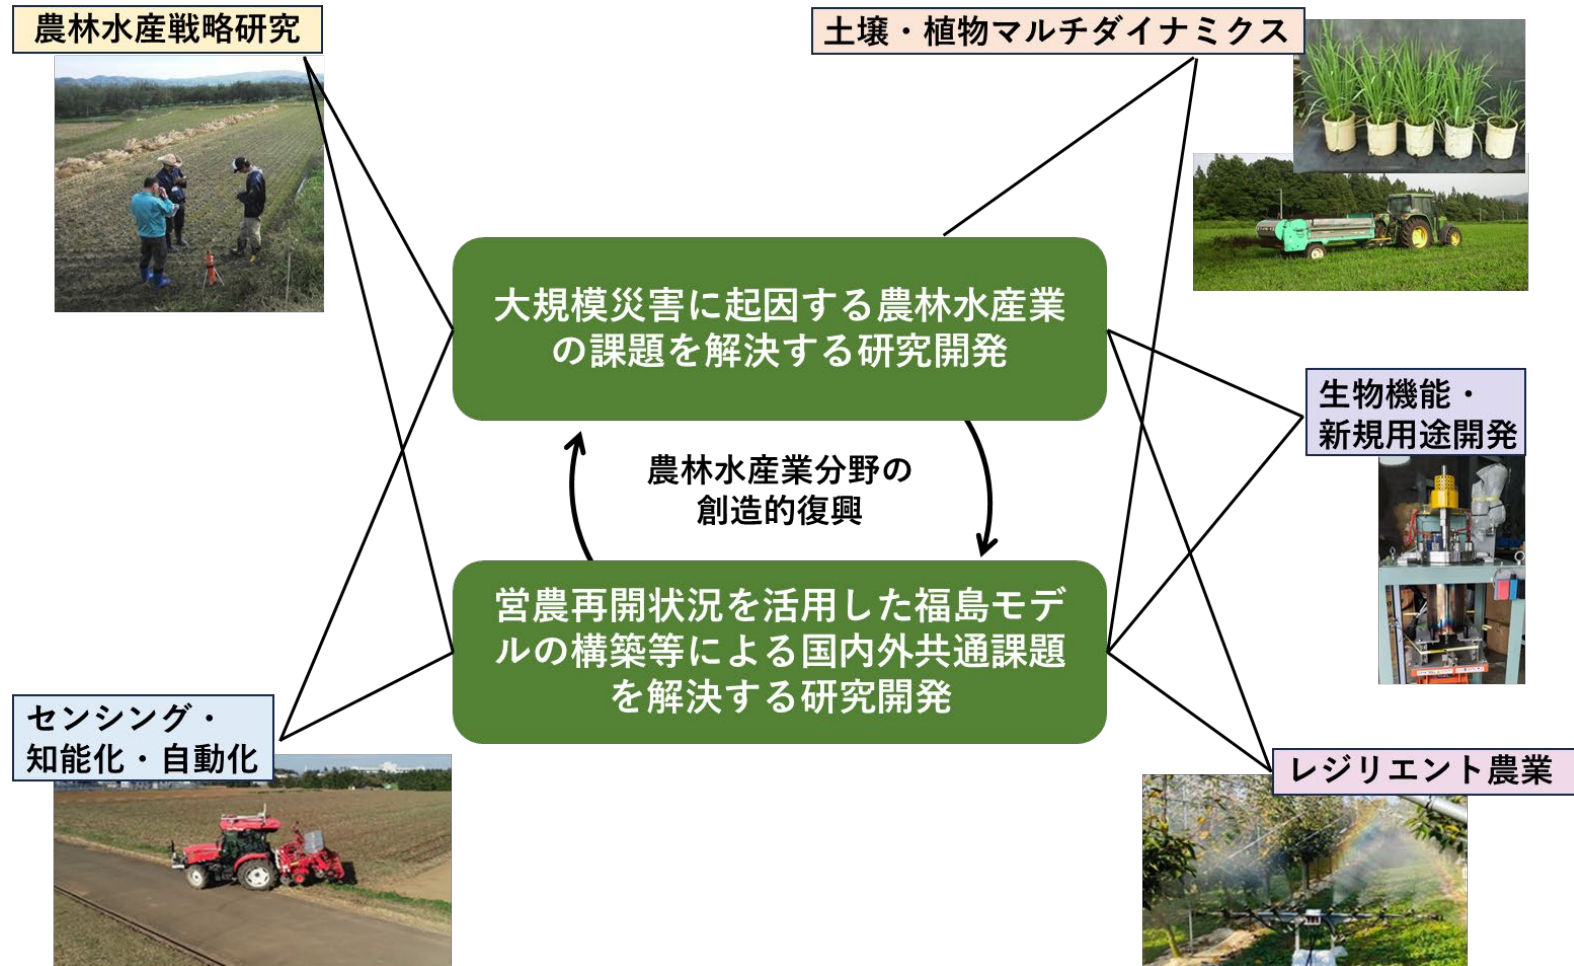 農林水産戦略研究
土壌・植物マルチダイナミクス
大規模災害に起因する農林水産業
の課題を解決する研究開発
生物機能・
新規用途開発
農林水産業分野の
創造的復興
営農再開状況を活用した福島モデ
ルの構築等による国内外共通課題
を解決する研究開発
センシング・
知能化・自動化
レジリエント農業